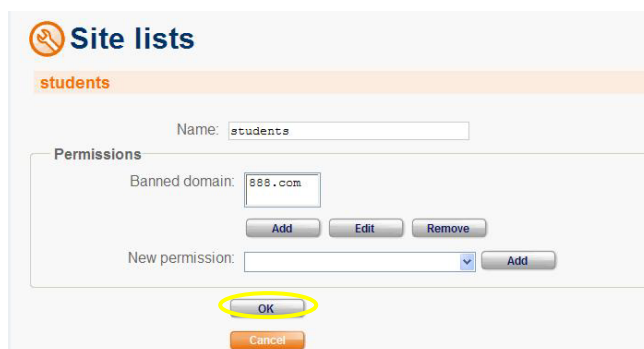 Site lists
students
Name: students
Permissions
Banned domain: 888.com
Add Edit Remove
New permission: Add
OK
Cancel